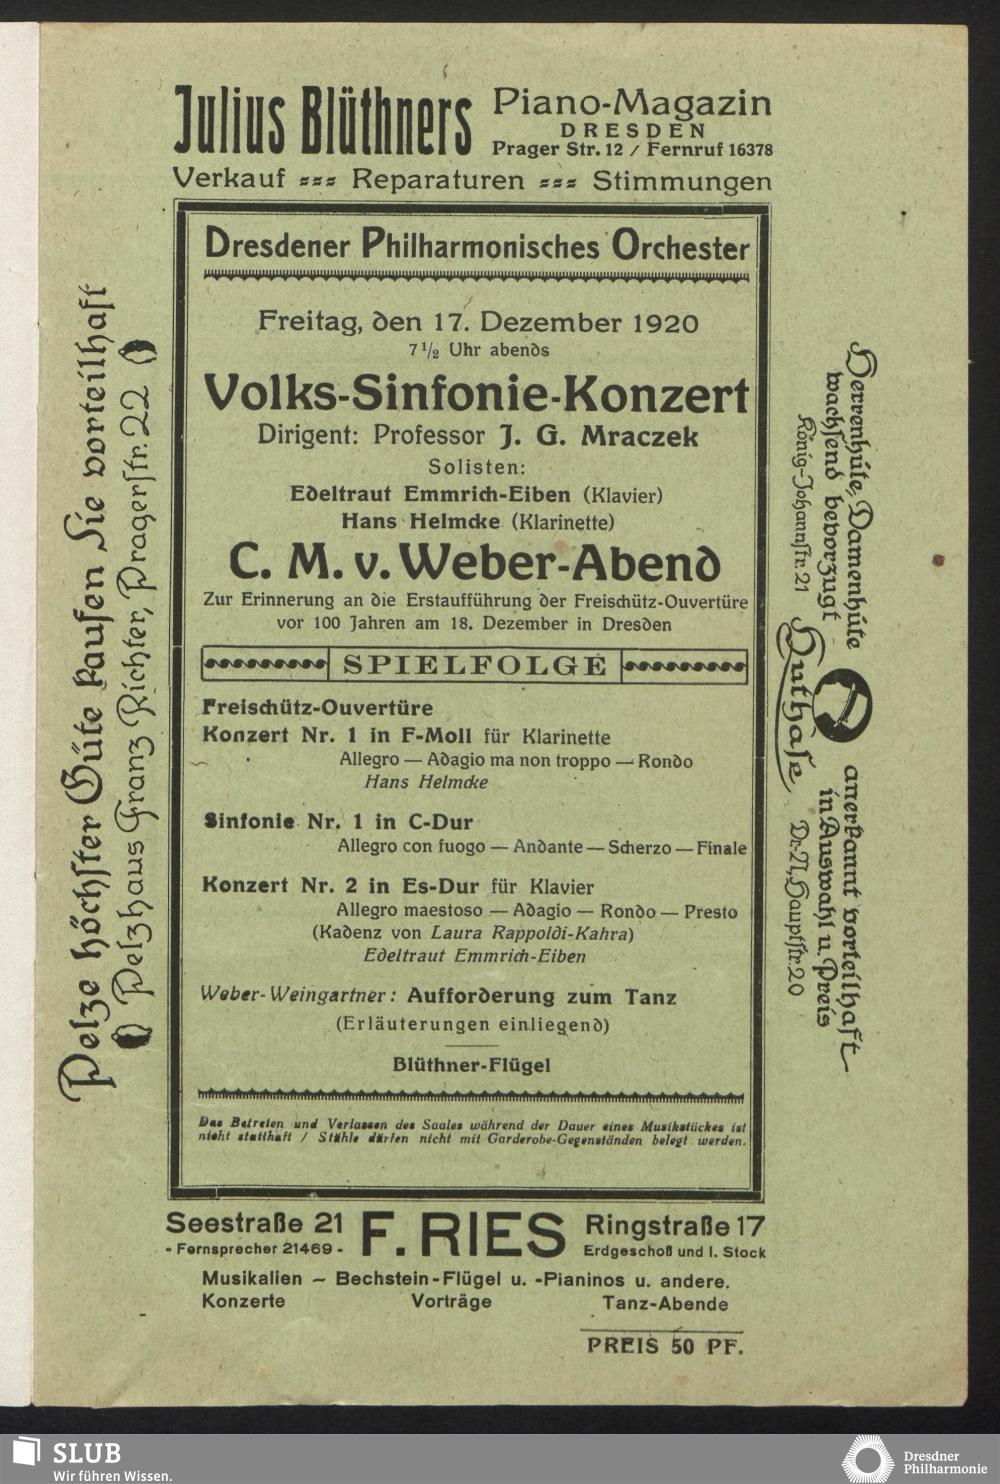 Julius Blüthners
Piano-Magazin
DRESDEN
Prager Str. 12 / Fernruf 16378
Verkauf Reparaturen Stimmungen
Dresdener Philharmonisches Orchester
Freitag, den 17. Dezember 1920
7 1/2 Uhr abends
Volks-Sinfonie-Konzert
Dirigent: Professor J. G. Mraczek
Solisten:
Edeltraut Emmrich-Eiben (Klavier)
Hans Helmcke (Klarinette)
C. M. v. Weber-Abend
Zur Erinnerung an die Erstaufführung der Freischütz-Ouvertüre
vor 100 Jahren am 18. Dezember in Dresden
SPIELFOLGE
Freischütz-Ouvertüre
Konzert Nr. 1 in F-Moll für Klarinette
Allegro — Adagio ma non troppo — Rondo
Hans Helmcke
Sinfonie Nr. 1 in C-Dur
Allegro con fuogo — Andante — Scherzo — Finale
Konzert Nr. 2 in Es-Dur für Klavier
Allegro maestoso — Adagio — Rondo — Presto
(Kadenz von Laura Rappoldi-Kahra)
Edeltraut Emmrich-Eiben
Weber-Weingartner: Aufforderung zum Tanz
(Erläuterungen einliegend)
Blüthner-Flügel
Das Betreten und Verlassen des Saales während der Dauer eines Musikstückes ist
nicht statthaft / Stühle dürfen nicht mit Garderobe-Gegenständen belegt werden.
Pelze höchster Güte kaufen Sie vorteilhaft
Pelzhaus Franz Richter, Pragerstr. 22
Herrenhüte, Damenhüte
wachsend bevorzugt
König-Johannstr. 21
Huthase
anerkannt vorteilhaft
in Auswahl u. Preis
Dr.-N., Hauptstr. 20
Seestraße 21
- Fernsprecher 21469 -
F. RIES
Ringstraße 17
Erdgeschoß und I. Stock
Musikalien — Bechstein-Flügel u. -Pianinos u. andere.
Konzerte Vorträge Tanz-Abende
PREIS 50 PF.
SLUB
Wir führen Wissen.
Dresdner
Philharmonie